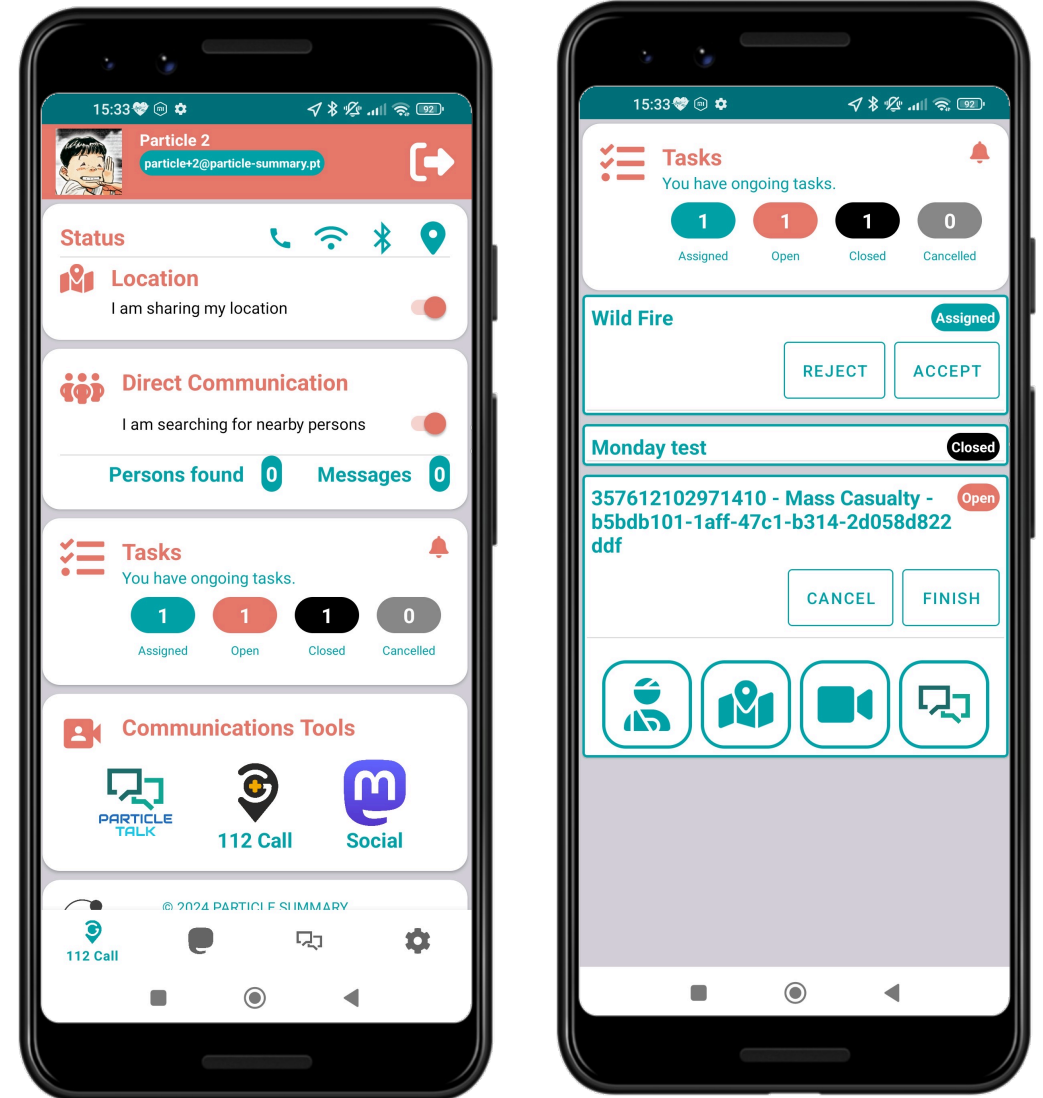 15:33
92
Particle 2
particle+2@particle-summary.pt
Status
Location
I am sharing my location
Direct Communication
I am searching for nearby persons
Persons found 0 Messages 0
Tasks
You have ongoing tasks.
1 1 1 0
Assigned Open Closed Cancelled
Communications Tools
PARTICLE
TALK
112 Call Social
© 2024 PARTICLE SUMMARY
112 Call
15:33
92
Tasks
You have ongoing tasks.
1 1 1 0
Assigned Open Closed Cancelled
Wild Fire Assigned
REJECT ACCEPT
Monday test Closed
357612102971410 - Mass Casualty - Open
b5bdb101-1aff-47c1-b314-2d058d822
ddf
CANCEL FINISH